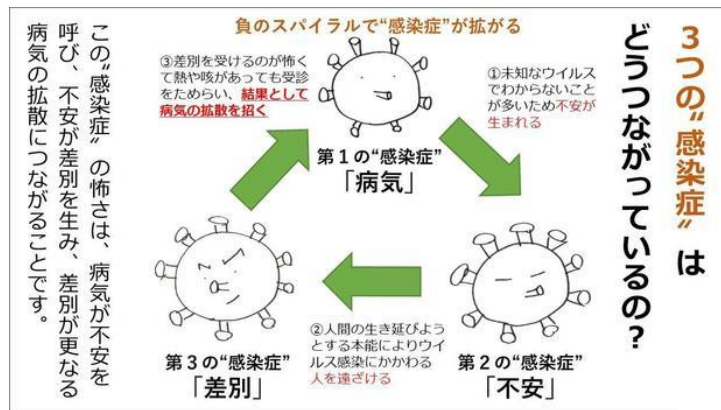 3つの“感染症”は
どうつながっているの?
負のスパイラルで“感染症”が拡がる
①未知なウイルス
でわからないこと
が多いため不安が
生まれる
第1の“感染症”
「病気」
②人間の生き延びよう
とする本能によりウイ
ルス感染にかかわる
人を遠ざける
第2の“感染症”
「不安」
③差別を受けるのが怖く
て熱や咳があっても受診
をためらい、結果として
病気の拡散を招く
第3の“感染症”
「差別」
この“感染症”の怖さは、病気が不安を
呼び、不安が差別を生み、差別が更なる
病気の拡散につながることです。